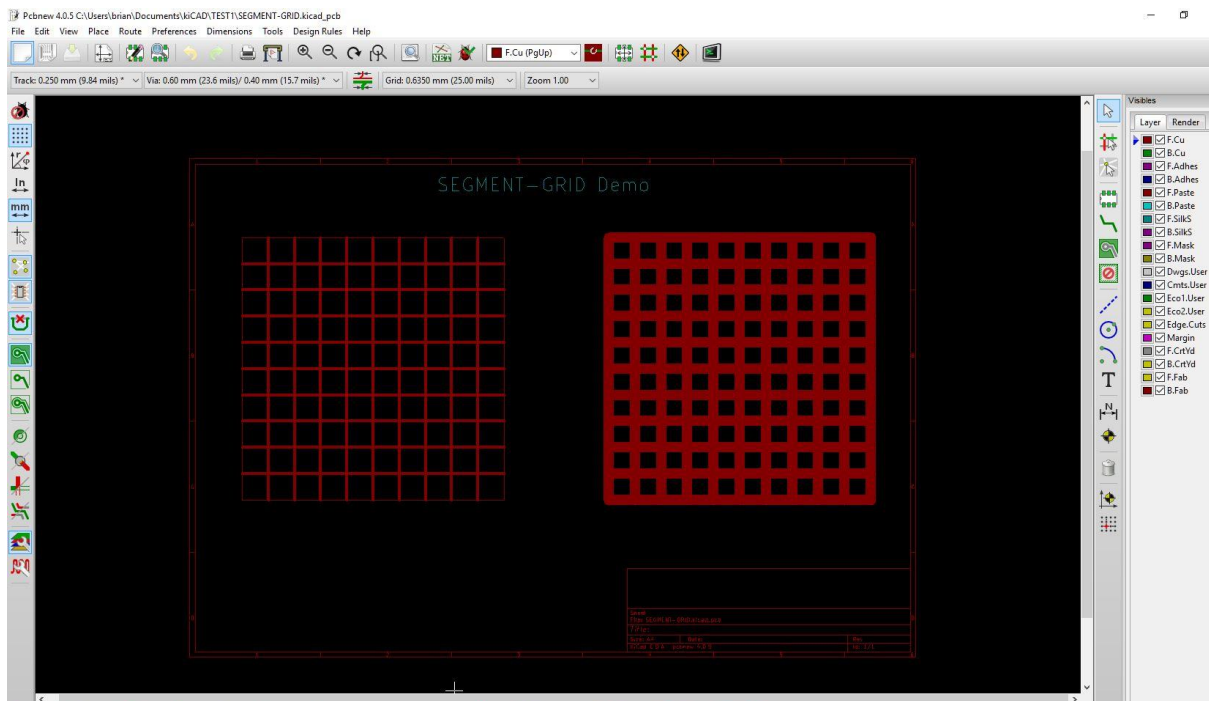 Pcbnew 4.0.5 C:\Users\brian\Documents\kiCAD\TEST1\SEGMENT-GRID.kicad_pcb
File Edit View Place Route Preferences Dimensions Tools Design Rules Help
NET F.Cu (PgUp)
Track: 0.250 mm (9.84 mils) * Via: 0.60 mm (23.6 mils)/ 0.40 mm (15.7 mils) * Grid: 0.6350 mm (25.00 mils) Zoom 1.00
Visibles
Layer Render
F.Cu
B.Cu
F.Adhes
B.Adhes
F.Paste
B.Paste
F.SilkS
B.SilkS
F.Mask
B.Mask
Dwgs.User
Cmts.User
Eco1.User
Eco2.User
Edge.Cuts
Margin
F.CrtYd
B.CrtYd
F.Fab
B.Fab
In
mm
T
N
SEGMENT-GRID Demo